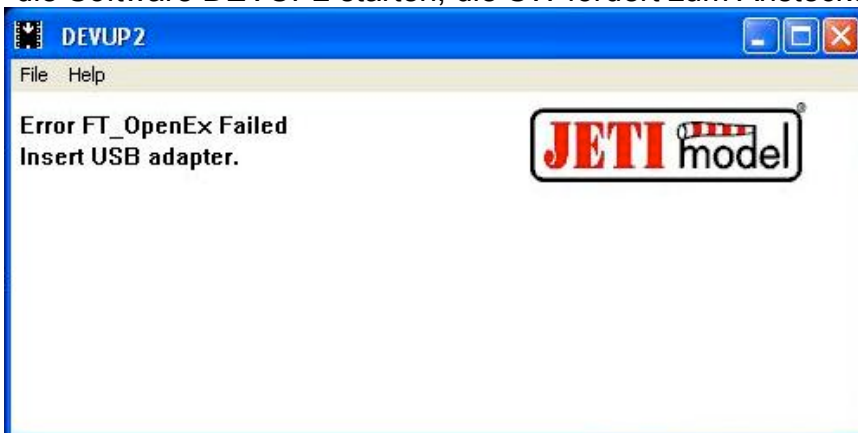 DEVUP2
File Help
Error FT_OpenEx Failed
Insert USB adapter.
JETI model ®